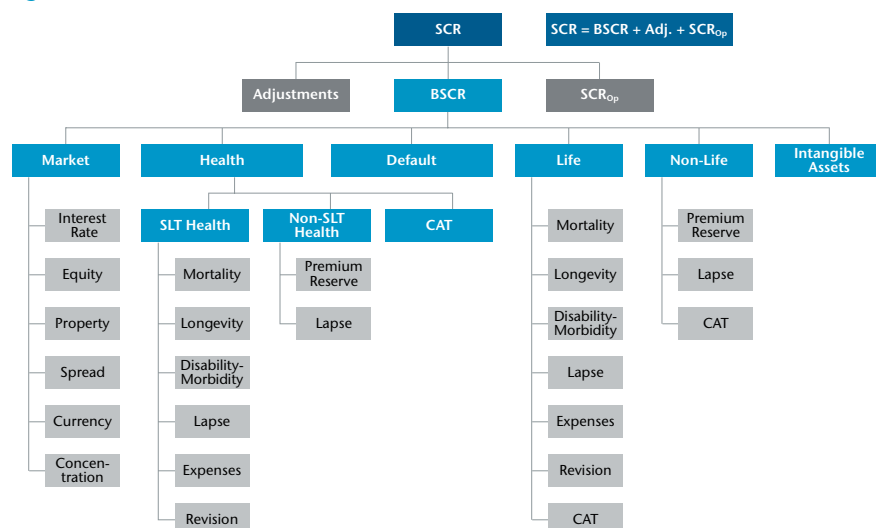 SCR
SCR = BSCR + Adj. + SCROp
Adjustments
BSCR
SCROp
Market
Health
Default
Life
Non-Life
Intangible
Assets
Interest
Rate
Equity
Property
Spread
Currency
Concen-
tration
SLT Health
Non-SLT
Health
CAT
Mortality
Longevity
Disability-
Morbidity
Lapse
Expenses
Revision
Premium
Reserve
Lapse
Mortality
Longevity
Disability-
Morbidity
Lapse
Expenses
Revision
CAT
Premium
Reserve
Lapse
CAT